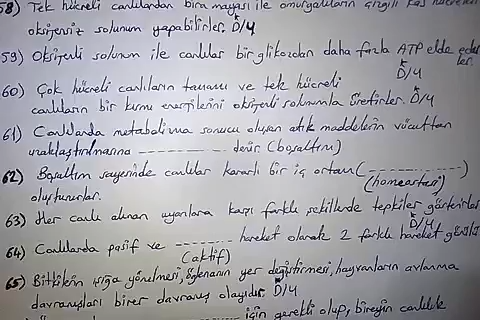 58) Tek hücreli canlılardan bira mayası ile omurgalıların çizgili kas hücreleri
oksijensiz solunum yapabilirler. D/Y
59) Oksijenli solunum ile canlılar bir glikozdan daha fazla ATP elde eder
ler. D/Y
60) Çok hücreli canlıların tamamı ve tek hücreli
canlıların bir kısmı enerjilerini oksijenli solunumla üretirler. D/Y
61) Canlılarda metabolizma sonucu oluşan atık maddelerin vücuttan
uzaklaştırılmasına ---------- denir (boşaltım)
62) Boşaltım sayesinde canlılar kararlı bir iç ortam (----------)
oluştururlar. (homeostasi)
63) Her canlı alınan uyarılara karşı farklı şekillerde tepkiler gösterirler
D/Y
64) Canlılarda pasif ve -------- hareket olarak 2 farklı hareket
(aktif)
65) Bitkilerin ışığa yönelmesi, öglenanın yer değiştirmesi, hayvanların avlanma
davranışları birer davranış olayıdır. D/Y
için gerekli olup, bireyin canlılık